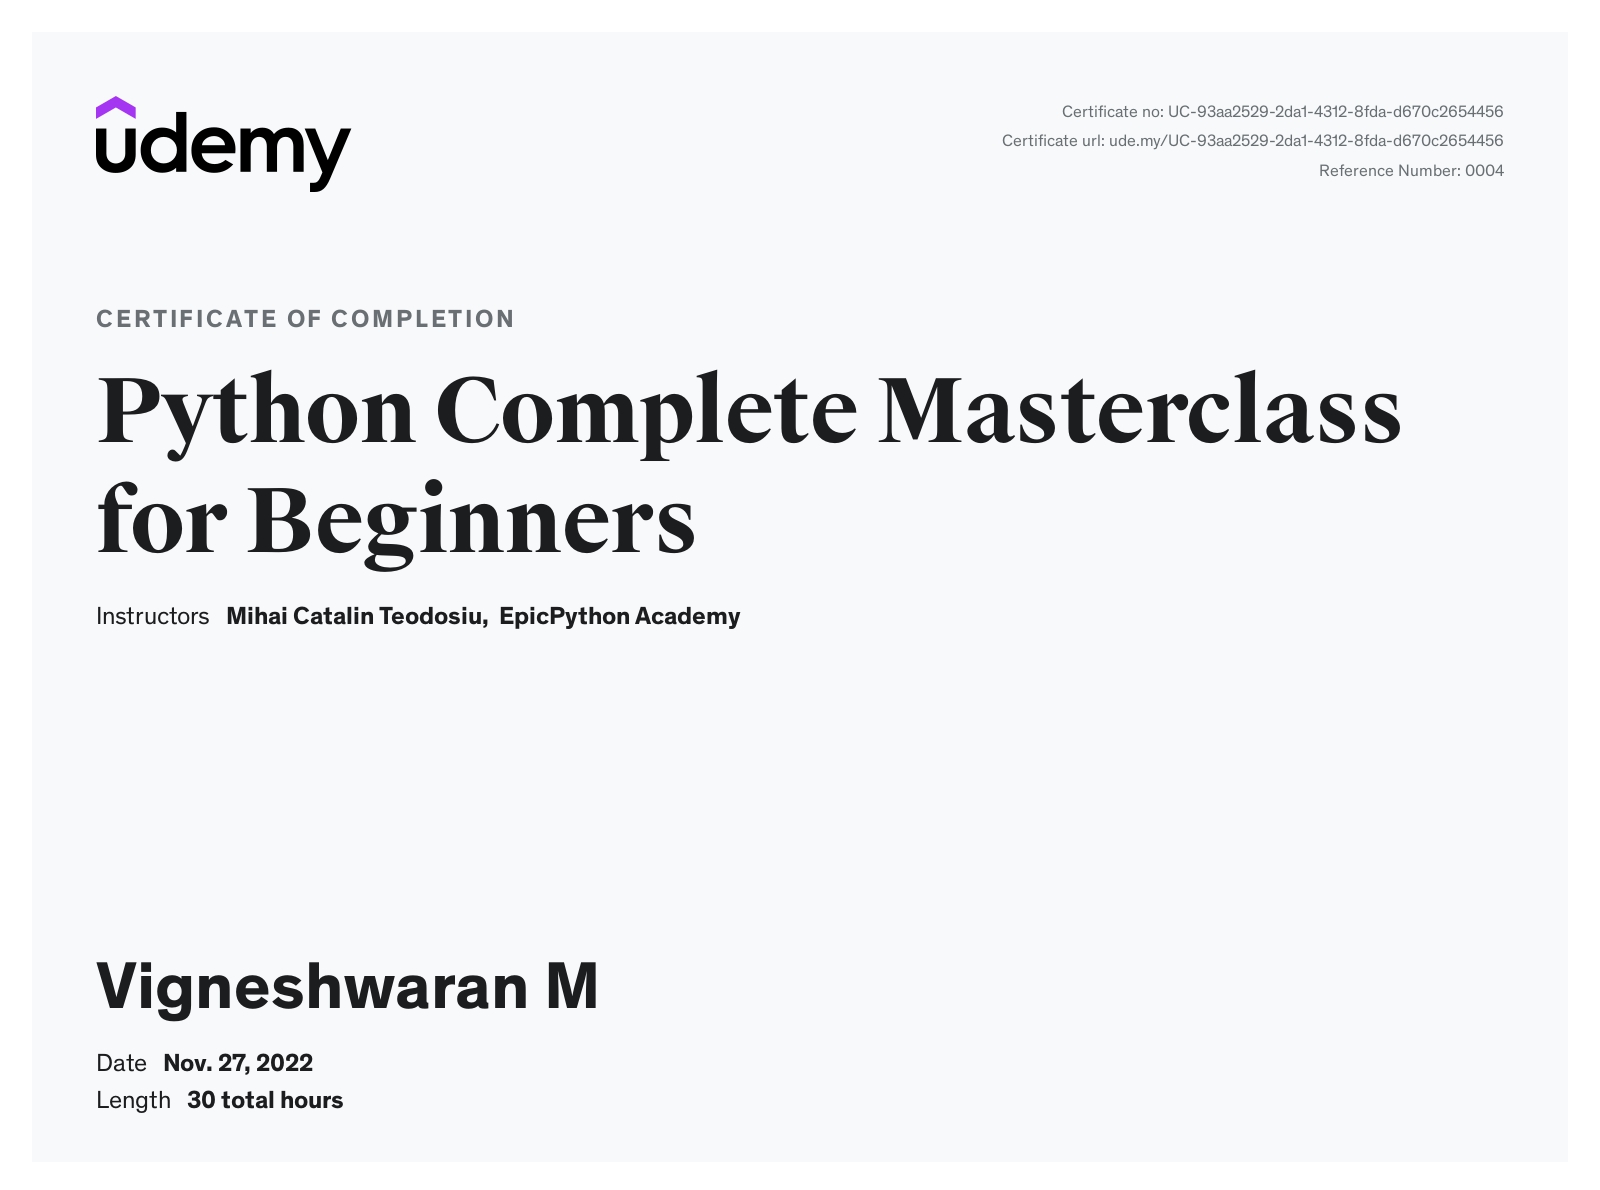 udemy
Certificate no: UC-93aa2529-2da1-4312-8fda-d670c2654456
Certificate url: ude.my/UC-93aa2529-2da1-4312-8fda-d670c2654456
Reference Number: 0004
CERTIFICATE OF COMPLETION
Python Complete Masterclass
for Beginners
Instructors Mihai Catalin Teodosiu, EpicPython Academy
Vigneshwaran M
Date Nov. 27, 2022
Length 30 total hours